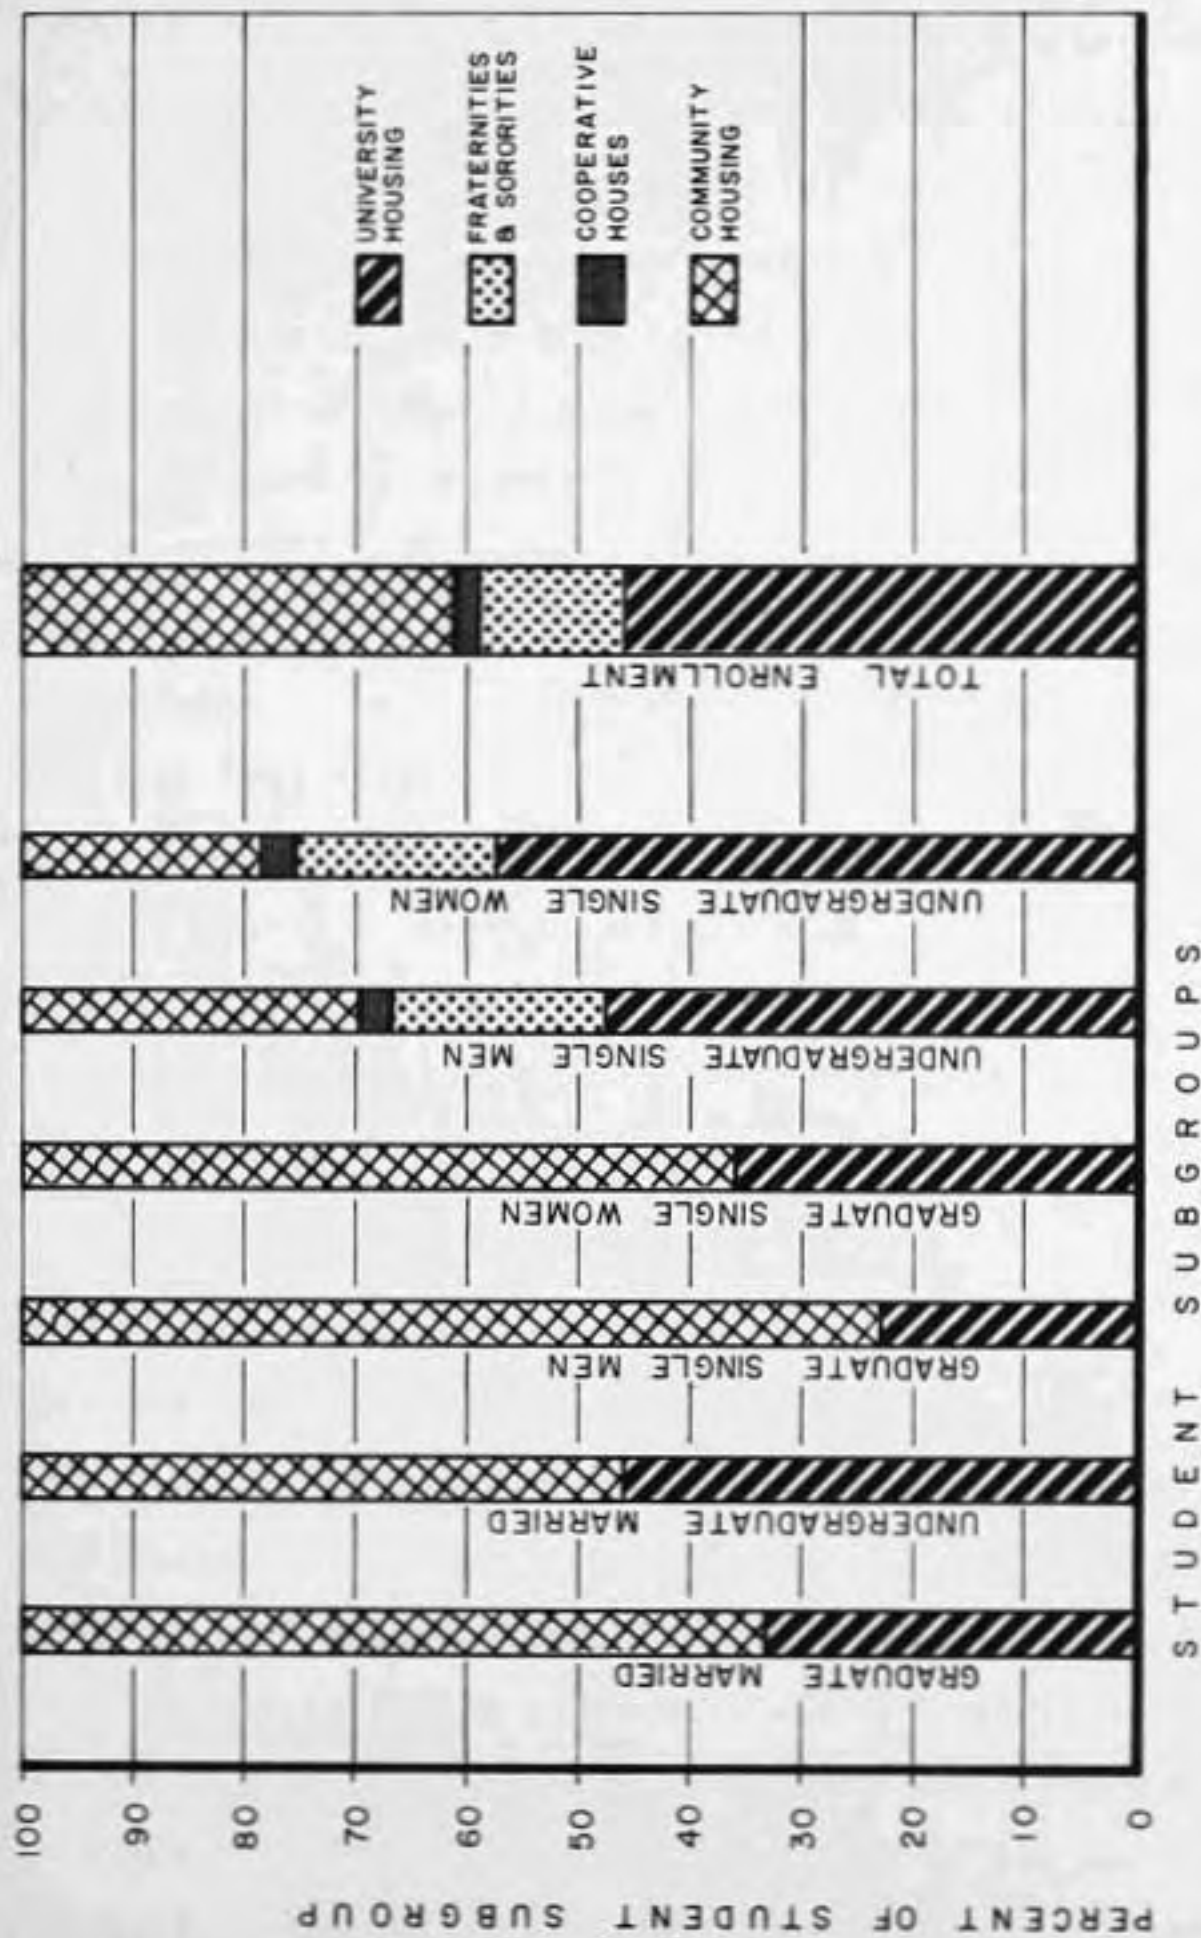 PERCENT OF STUDENT SUBGROUP
100
90
80
70
60
50
40
30
20
10
0
GRADUATE MARRIED
UNDERGRADUATE MARRIED
GRADUATE SINGLE MEN
GRADUATE SINGLE WOMEN
UNDERGRADUATE SINGLE MEN
UNDERGRADUATE SINGLE WOMEN
TOTAL ENROLLMENT
UNIVERSITY
HOUSING
FRATERNITIES
& SORORITIES
COOPERATIVE
HOUSES
COMMUNITY
HOUSING
STUDENT SUBGROUPS